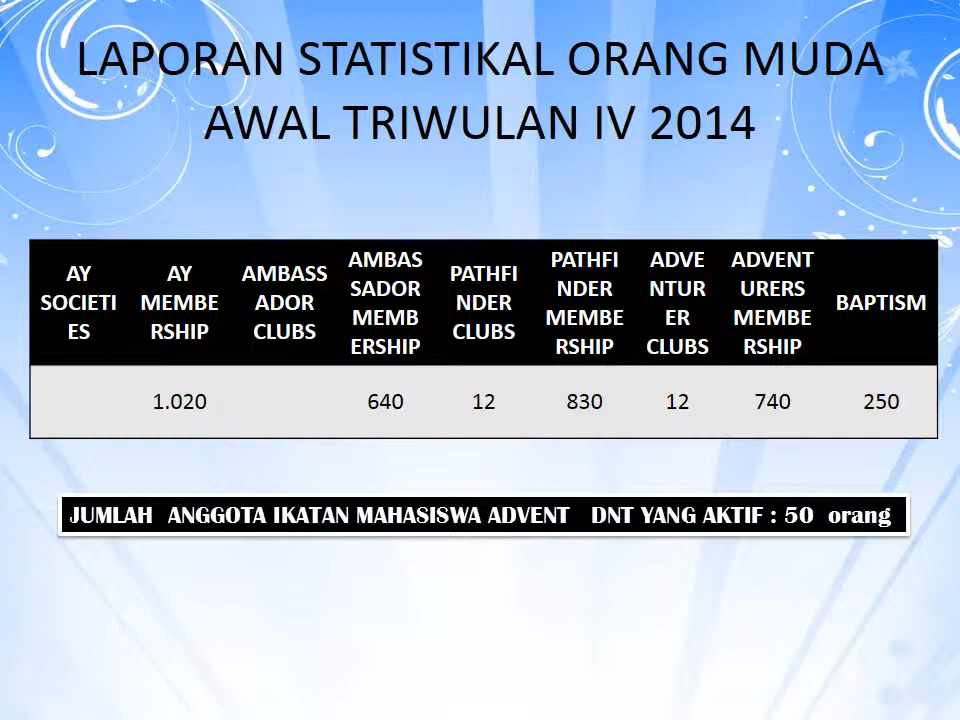 LAPORAN STATISTIKAL ORANG MUDA
AWAL TRIWULAN IV 2014
AY
SOCIETI
ES
AY
MEMBE
RSHIP
AMBASS
ADOR
CLUBS
AMBAS
SADOR
MEMB
ERSHIP
PATHFI
NDER
CLUBS
PATHFI
NDER
MEMBE
RSHIP
ADVE
NTUR
ER
CLUBS
ADVENT
URERS
MEMBE
RSHIP
BAPTISM
1.020
640
12
830
12
740
250
JUMLAH ANGGOTA IKATAN MAHASISWA ADVENT DNT YANG AKTIF : 50 orang